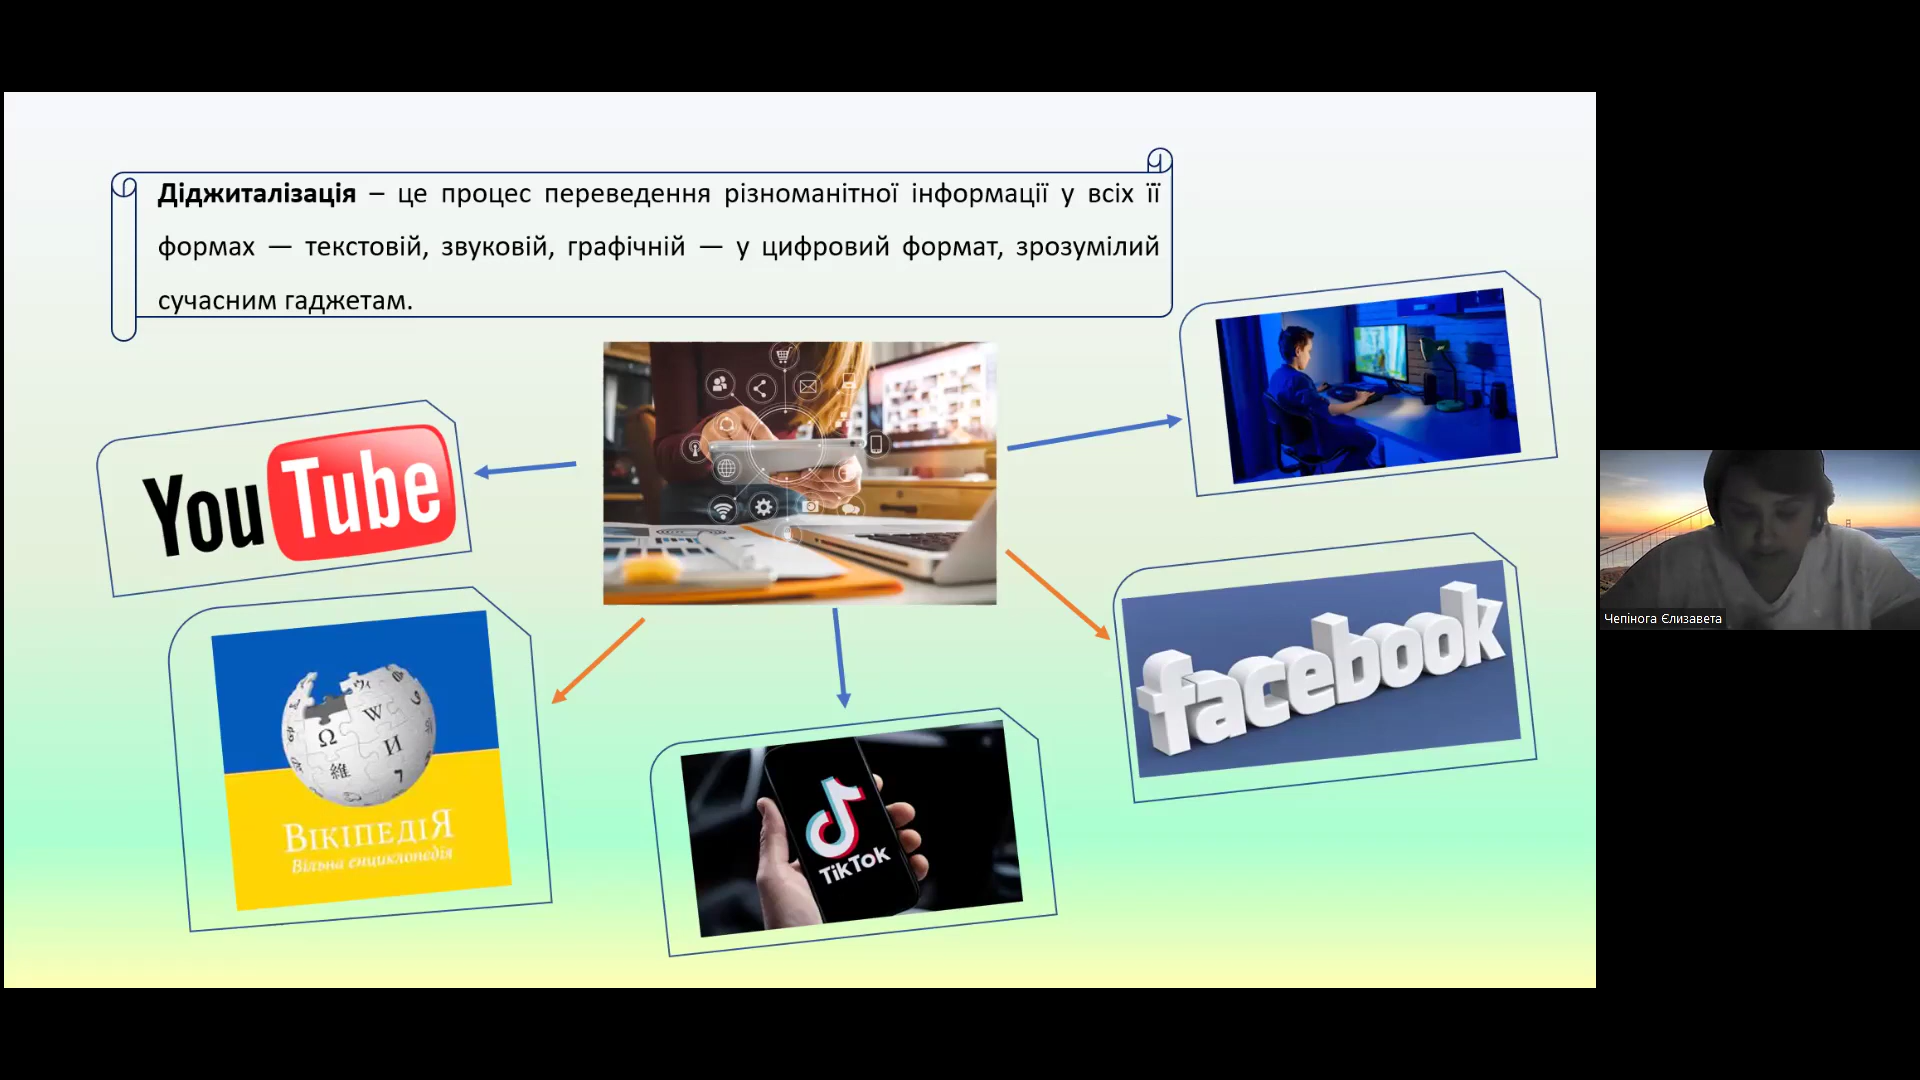 Діджиталізація – це процес переведення різноманітної інформації у всіх її
формах — текстовій, звуковій, графічній — у цифровий формат, зрозумілий
сучасним гаджетам.
YouTube
facebook
Чепінога Єлизавета
Ω W И
維
ВІКІПЕДІЯ
Вільна енциклопедія
TikTok